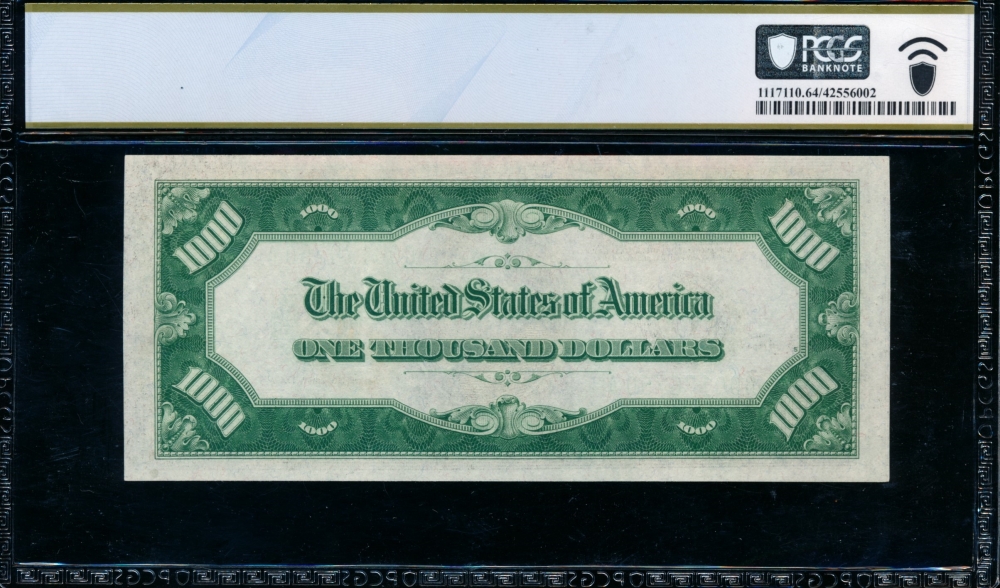 PCGS
BANKNOTE
1117110.64/42556002
1000 1000 1000 1000
The United States of America
ONE THOUSAND DOLLARS
1000 1000 1000 1000